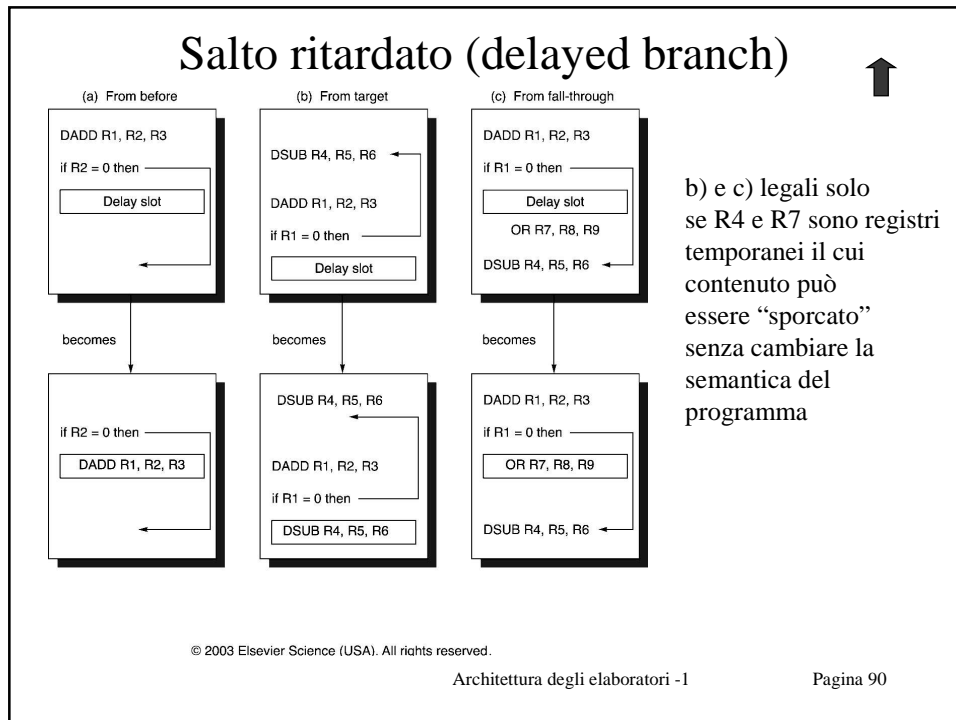 Salto ritardato (delayed branch)
(a) From before
DADD R1, R2, R3
if R2 = 0 then
Delay slot
becomes
if R2 = 0 then
DADD R1, R2, R3
(b) From target
DSUB R4, R5, R6
DADD R1, R2, R3
if R1 = 0 then
Delay slot
becomes
DSUB R4, R5, R6
DADD R1, R2, R3
if R1 = 0 then
DSUB R4, R5, R6
(c) From fall-through
DADD R1, R2, R3
if R1 = 0 then
Delay slot
OR R7, R8, R9
DSUB R4, R5, R6
becomes
DADD R1, R2, R3
if R1 = 0 then
OR R7, R8, R9
DSUB R4, R5, R6
b) e c) legali solo
se R4 e R7 sono registri
temporanei il cui
contenuto può
essere “sporcato”
senza cambiare la
semantica del
programma
© 2003 Elsevier Science (USA). All rights reserved.
Architettura degli elaboratori -1
Pagina 90